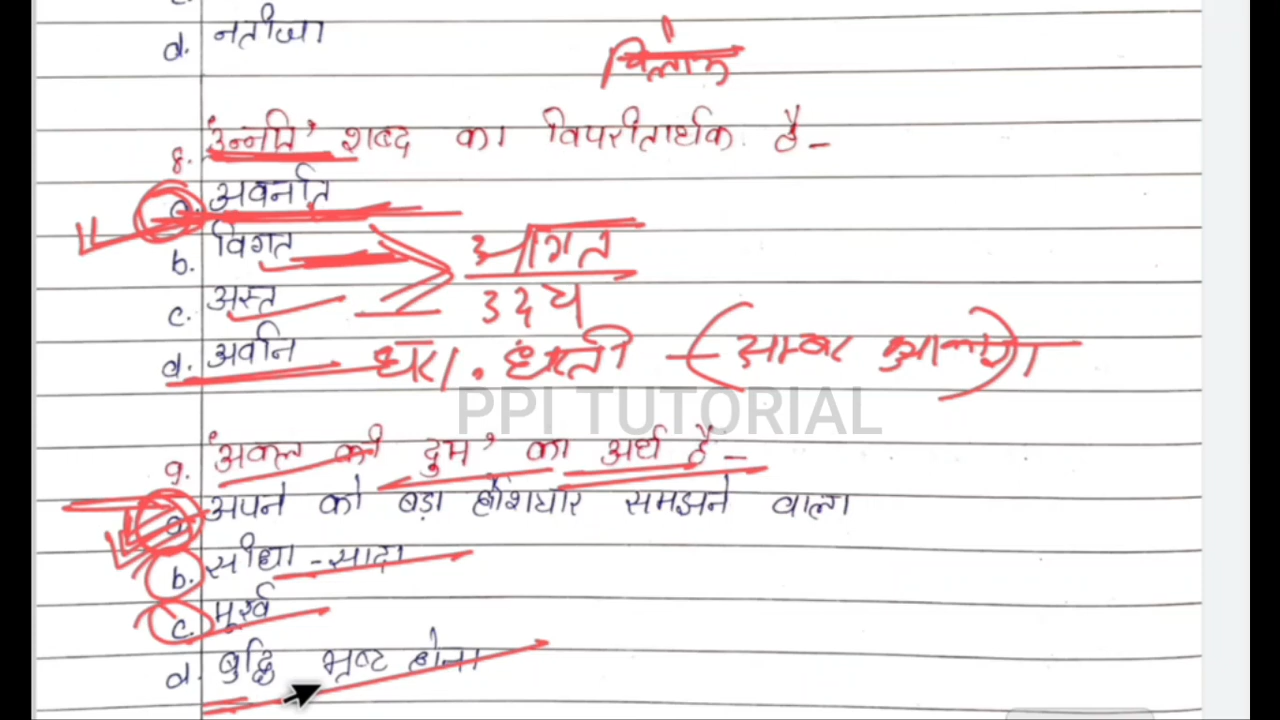 d. नतीजा
विलोम
8. 'उन्नति' शब्द का विपरीतार्थक है-
a. अवनति
b. विगत आगत
c. अस्त उदय
d. अवनि धरा. धरती
PPI TUTORIAL
9. 'अक्ल की दुम' का अर्थ है-
a. अपने को बड़ा होशियार समझने वाला
b. सीधा-सादा
c. मूर्ख
d. बुद्धि भ्रष्ट होना